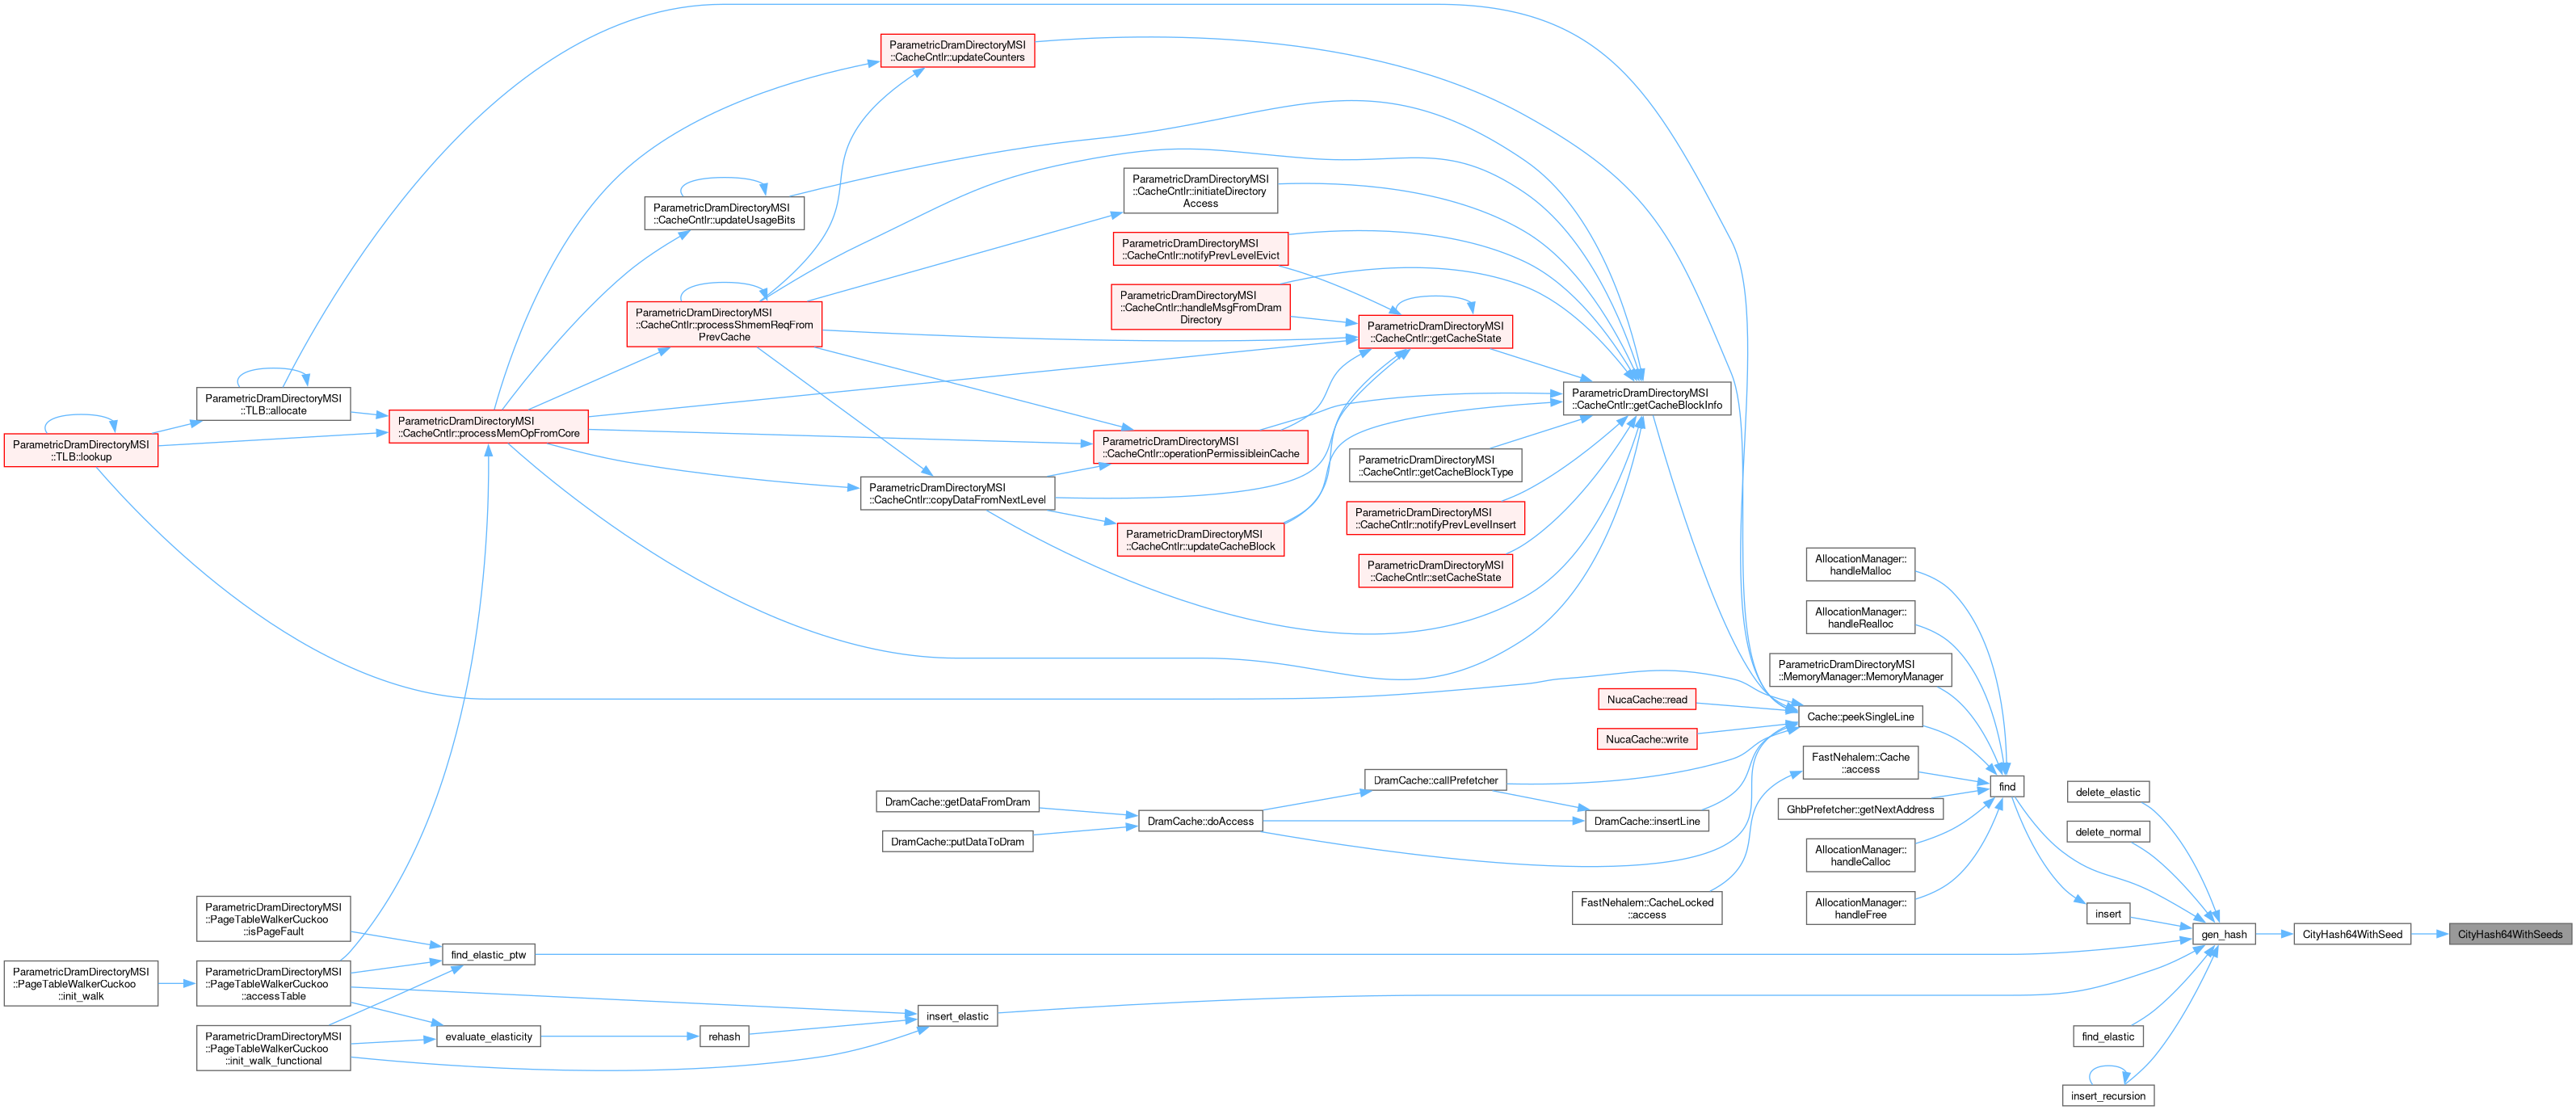 ParametricDramDirectoryMSI
::CacheCntlr::updateCounters
ParametricDramDirectoryMSI
::CacheCntlr::initiateDirectory
Access
ParametricDramDirectoryMSI
::CacheCntlr::updateUsageBits
ParametricDramDirectoryMSI
::CacheCntlr::notifyPrevLevelEvict
ParametricDramDirectoryMSI
::CacheCntlr::handleMsgFromDram
Directory
ParametricDramDirectoryMSI
::CacheCntlr::processShmemReqFrom
PrevCache
ParametricDramDirectoryMSI
::CacheCntlr::getCacheState
ParametricDramDirectoryMSI
::TLB::allocate
ParametricDramDirectoryMSI
::CacheCntlr::getCacheBlockInfo
ParametricDramDirectoryMSI
::CacheCntlr::processMemOpFromCore
ParametricDramDirectoryMSI
::TLB::lookup
ParametricDramDirectoryMSI
::CacheCntlr::operationPermissibleinCache
ParametricDramDirectoryMSI
::CacheCntlr::getCacheBlockType
ParametricDramDirectoryMSI
::CacheCntlr::copyDataFromNextLevel
ParametricDramDirectoryMSI
::CacheCntlr::notifyPrevLevelInsert
ParametricDramDirectoryMSI
::CacheCntlr::updateCacheBlock
ParametricDramDirectoryMSI
::CacheCntlr::setCacheState
AllocationManager::
handleMalloc
AllocationManager::
handleRealloc
ParametricDramDirectoryMSI
::MemoryManager::MemoryManager
NucaCache::read
Cache::peekSingleLine
NucaCache::write
FastNehalem::Cache
::access
DramCache::callPrefetcher
find
delete_elastic
DramCache::getDataFromDram
GhbPrefetcher::getNextAddress
DramCache::doAccess
DramCache::insertLine
delete_normal
DramCache::putDataToDram
AllocationManager::
handleCalloc
FastNehalem::CacheLocked
::access
AllocationManager::
handleFree
insert
ParametricDramDirectoryMSI
::PageTableWalkerCuckoo
::isPageFault
gen_hash
CityHash64WithSeed
CityHash64WithSeeds
find_elastic_ptw
ParametricDramDirectoryMSI
::PageTableWalkerCuckoo
::init_walk
ParametricDramDirectoryMSI
::PageTableWalkerCuckoo
::accessTable
insert_elastic
ParametricDramDirectoryMSI
::PageTableWalkerCuckoo
::init_walk_functional
evaluate_elasticity
rehash
find_elastic
insert_recursion